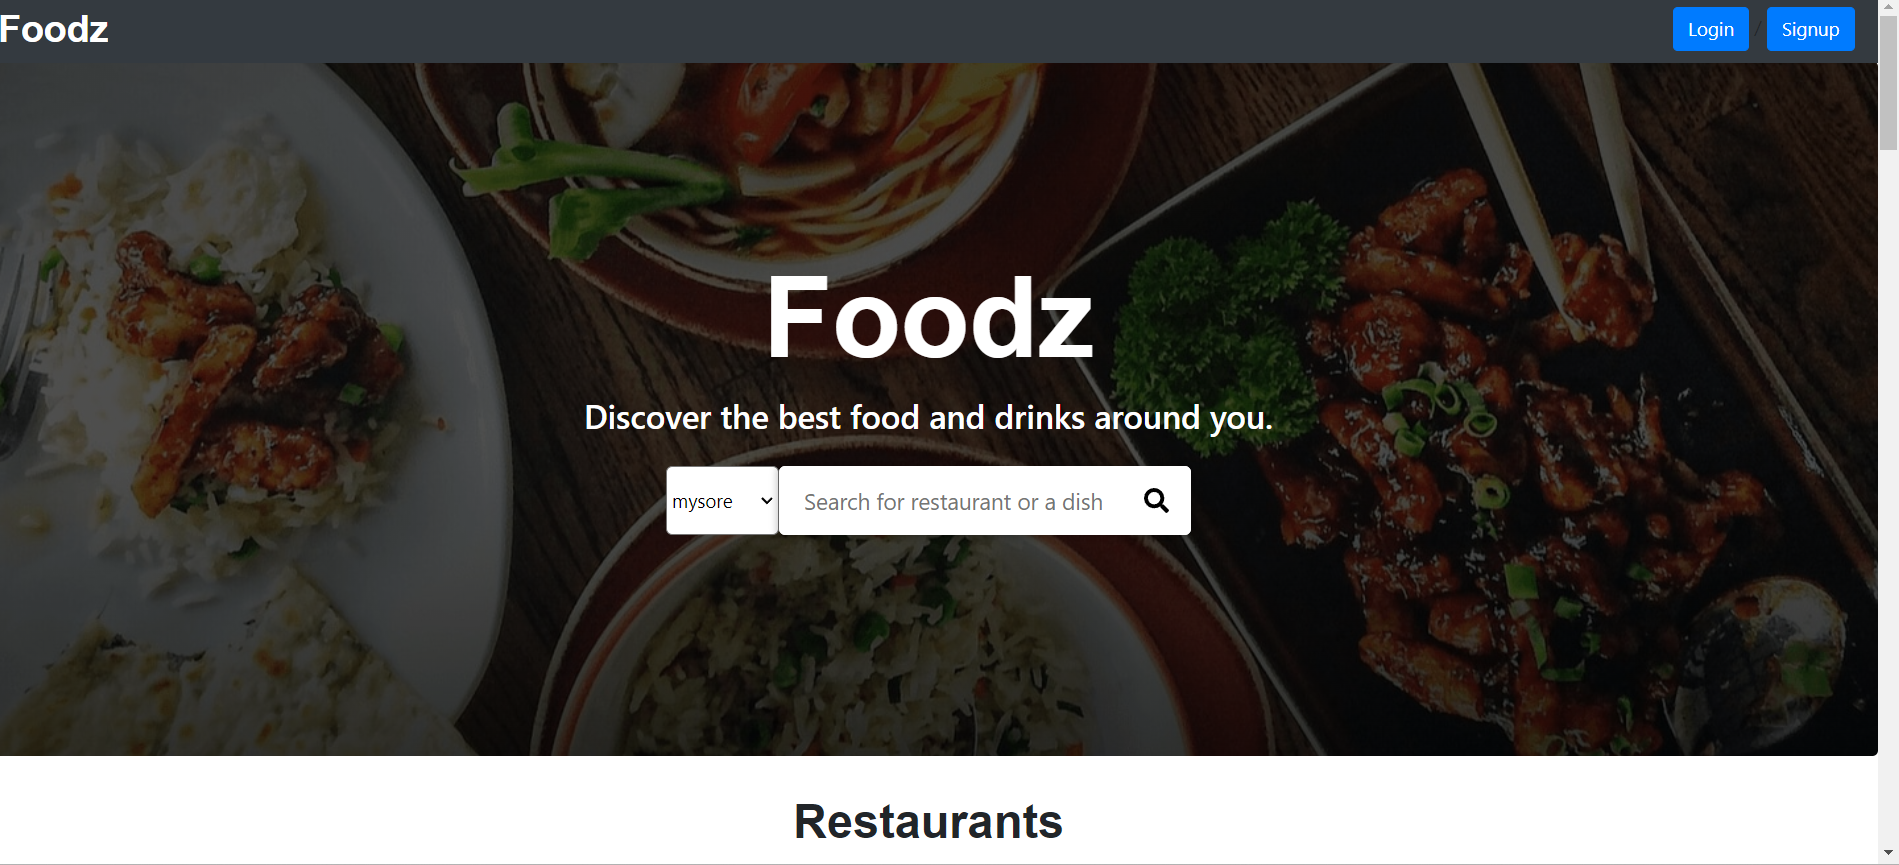 Foodz
Login / Signup
Foodz
Discover the best food and drinks around you.
mysore Search for restaurant or a dish
Restaurants